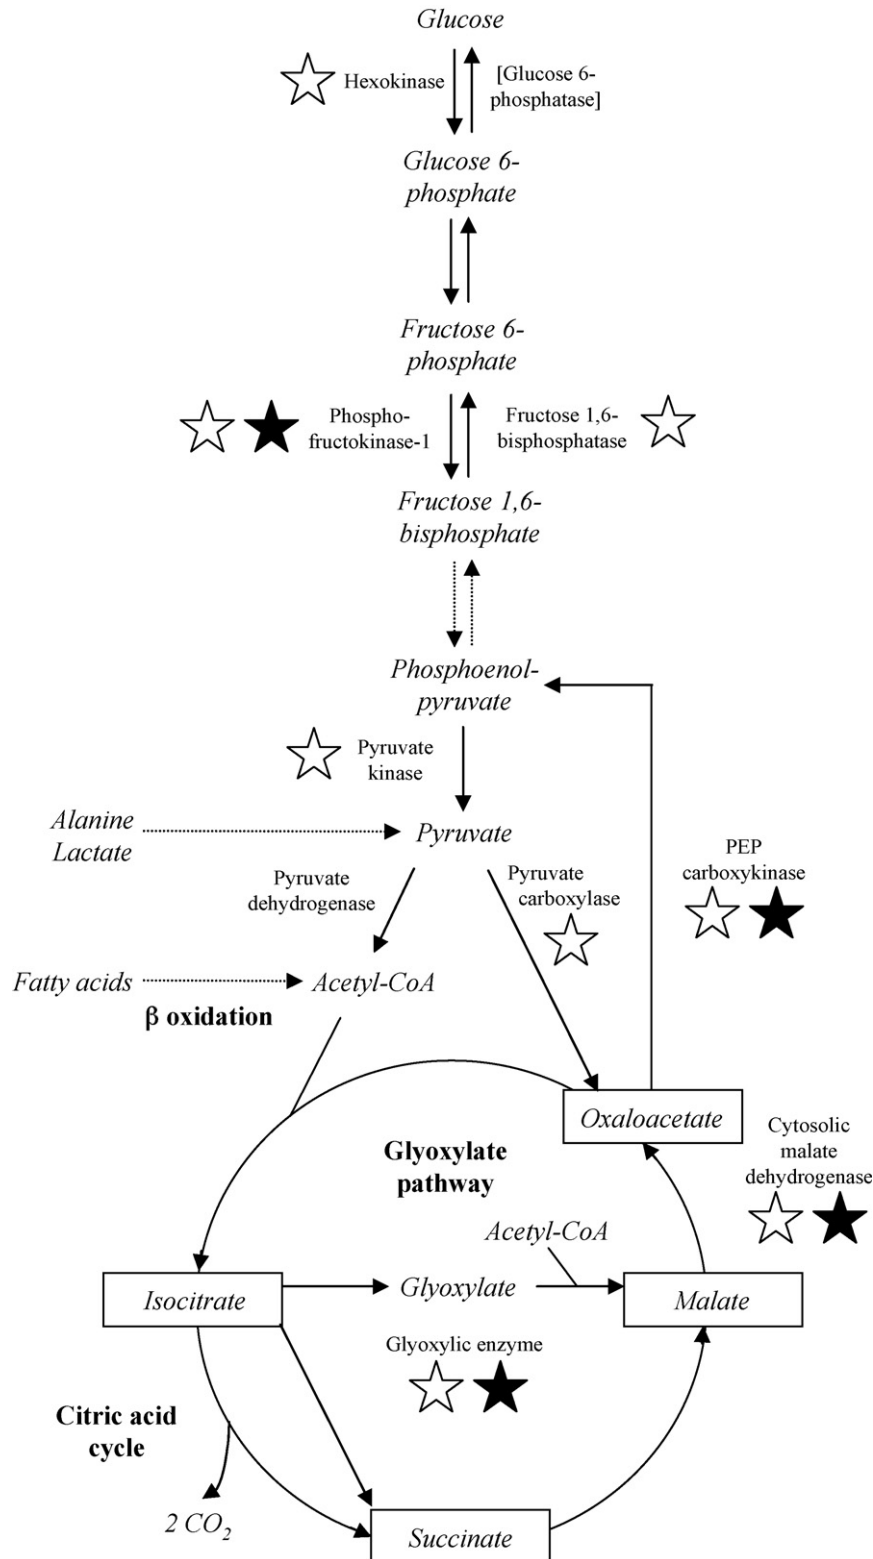 Glucose
Hexokinase
[Glucose 6-
phosphatase]
Glucose 6-
phosphate
Fructose 6-
phosphate
Phospho-
fructokinase-1
Fructose 1,6-
bisphosphatase
Fructose 1,6-
bisphosphate
Phosphoenol-
pyruvate
Pyruvate
kinase
Alanine
Lactate
Pyruvate
PEP
carboxykinase
Pyruvate
dehydrogenase
Pyruvate
carboxylase
Fatty acids
β oxidation
Acetyl-CoA
Oxaloacetate
Cytosolic
malate
dehydrogenase
Glyoxylate
pathway
Acetyl-CoA
Isocitrate
Glyoxylate
Malate
Glyoxylic enzyme
Citric acid
cycle
2 CO₂
Succinate